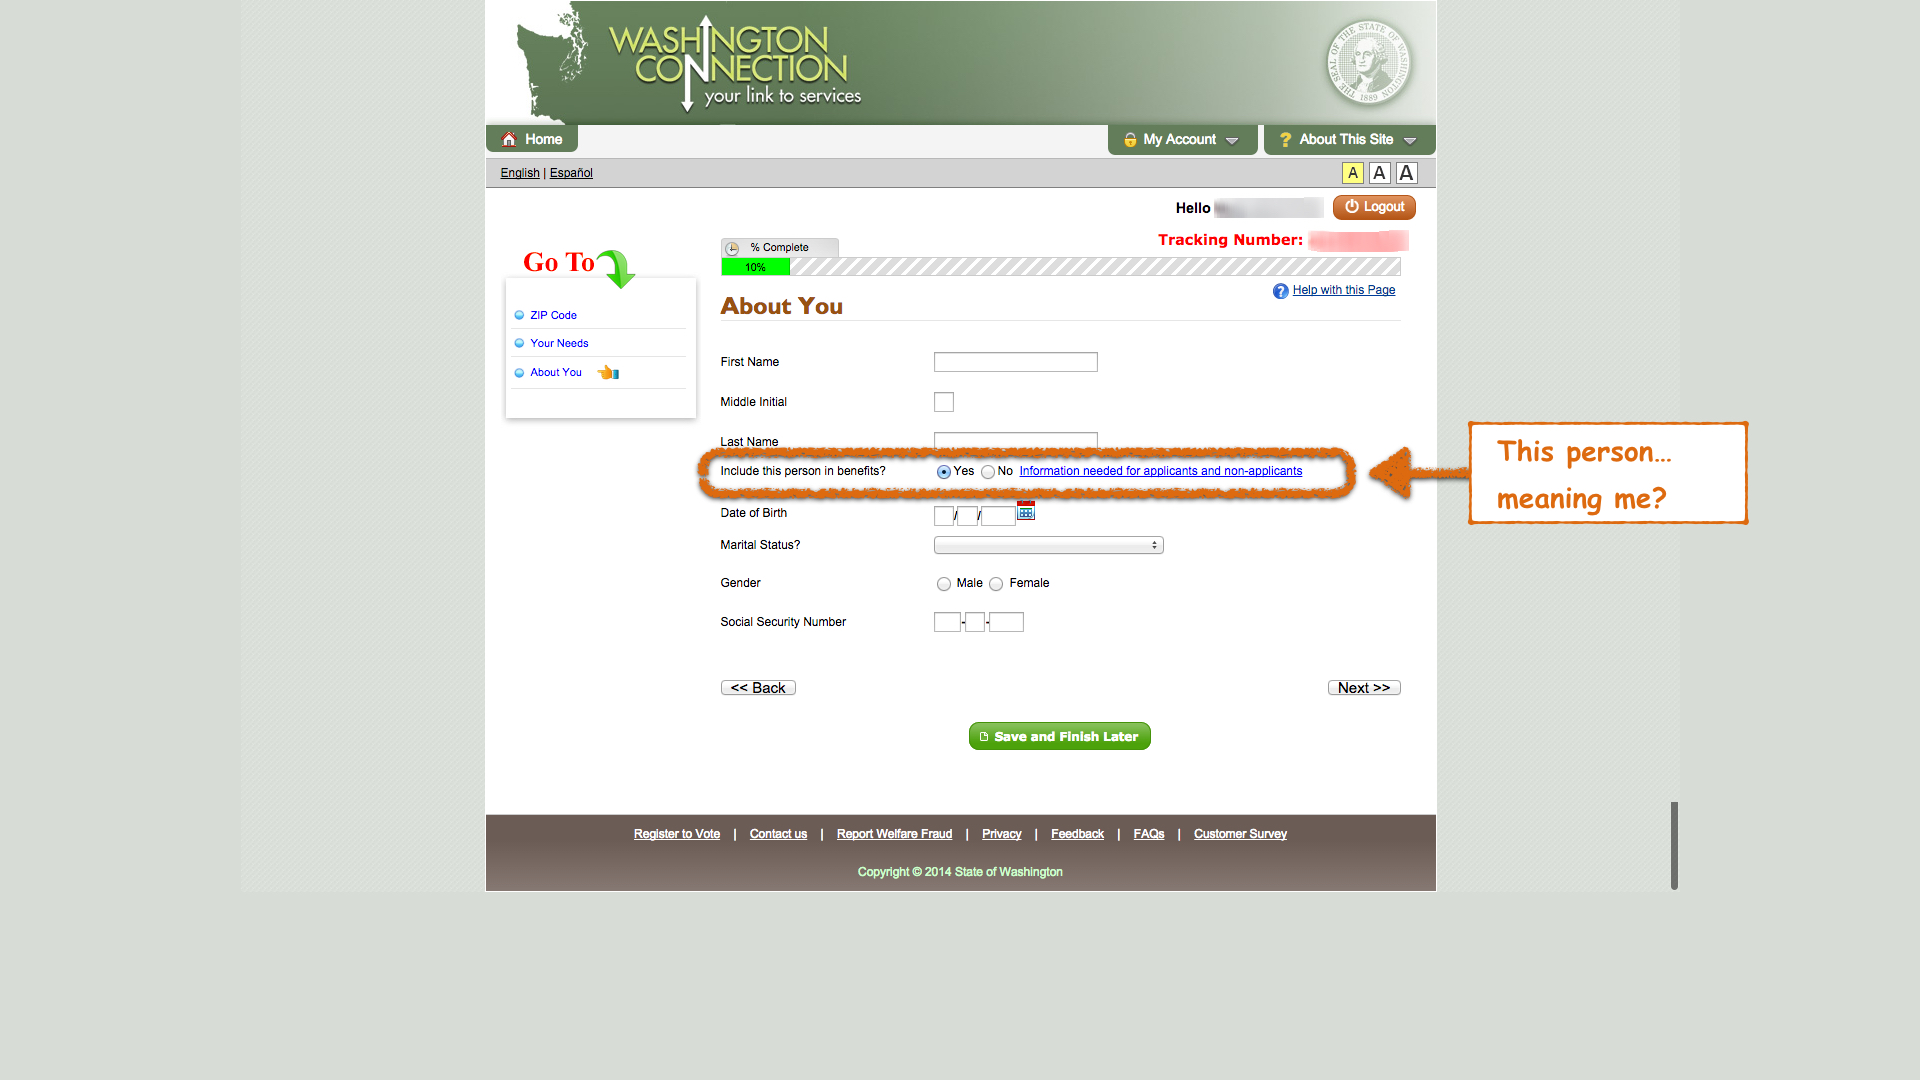 WASHINGTON
CONNECTION
your link to services
THE SEAL OF THE STATE OF WASHINGTON
1889
Home
My Account
? About This Site
English | Español
A A A
Hello
Logout
Tracking Number:
% Complete
10%
Go To
? Help with this Page
About You
ZIP Code
Your Needs
About You
First Name
Middle Initial
Last Name
Include this person in benefits? Yes No Information needed for applicants and non-applicants
This person...
meaning me?
Date of Birth / /
Marital Status?
Gender Male Female
Social Security Number - -
<< Back Next >>
Save and Finish Later
Register to Vote | Contact us | Report Welfare Fraud | Privacy | Feedback | FAQs | Customer Survey
Copyright © 2014 State of Washington